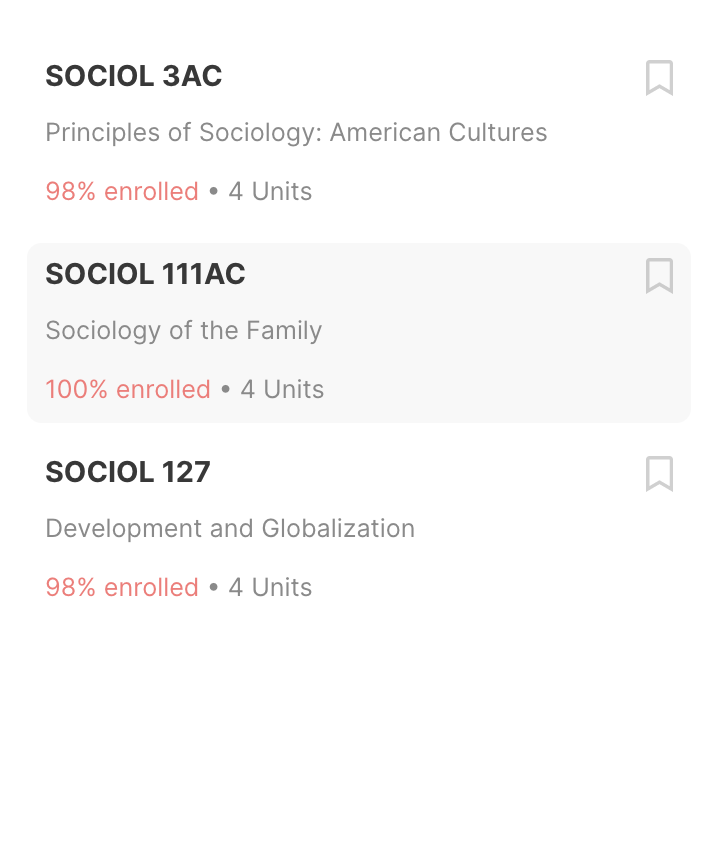 SOCIOL 3AC
Principles of Sociology: American Cultures
98% enrolled • 4 Units
SOCIOL 111AC
Sociology of the Family
100% enrolled • 4 Units
SOCIOL 127
Development and Globalization
98% enrolled • 4 Units